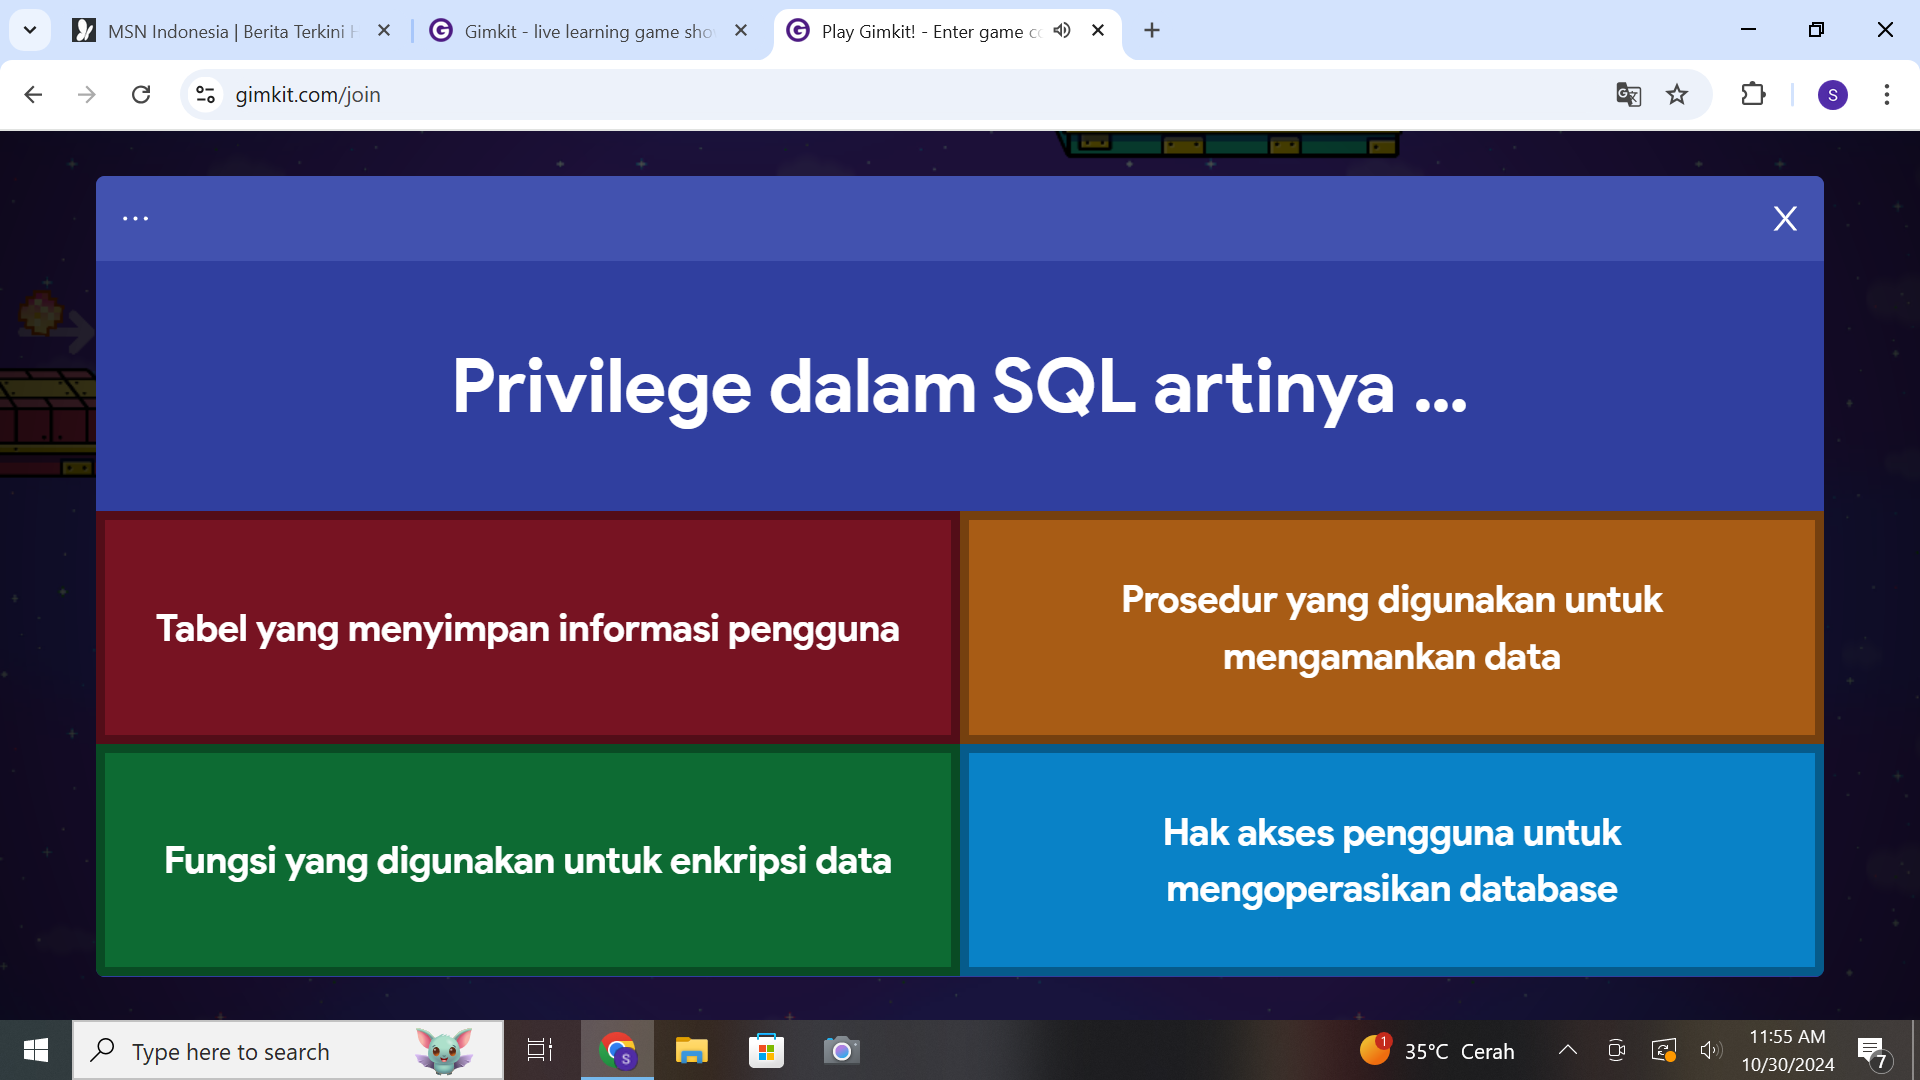 MSN Indonesia | Berita Terkini H
Gimkit - live learning game sho
Play Gimkit! - Enter game co
gimkit.com/join
S
...
X
Privilege dalam SQL artinya ...
Tabel yang menyimpan informasi pengguna
Prosedur yang digunakan untuk
mengamankan data
Fungsi yang digunakan untuk enkripsi data
Hak akses pengguna untuk
mengoperasikan database
Type here to search
S
1
35°C Cerah
11:55 AM
10/30/2024
7